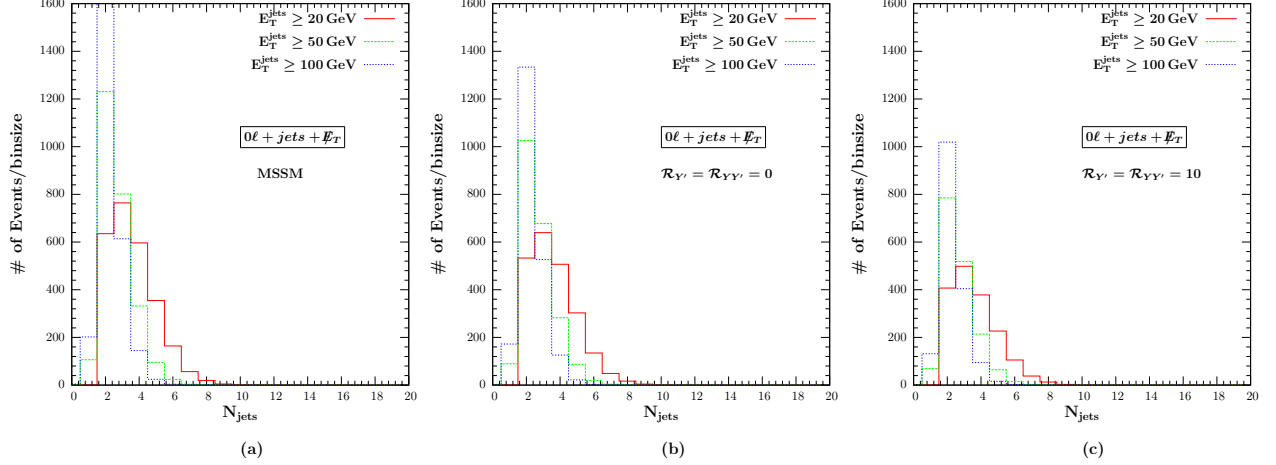 # of Events/binsize
1600
1400
1200
1000
800
600
400
200
0
0 2 4 6 8 10 12 14 16 18 20
N_jets
E_T^jets ≥ 20 GeV
E_T^jets ≥ 50 GeV
E_T^jets ≥ 100 GeV
0ℓ + jets + E̸_T
MSSM
(a)
# of Events/binsize
1600
1400
1200
1000
800
600
400
200
0
0 2 4 6 8 10 12 14 16 18 20
N_jets
E_T^jets ≥ 20 GeV
E_T^jets ≥ 50 GeV
E_T^jets ≥ 100 GeV
0ℓ + jets + E̸_T
ℛ_Y′ = ℛ_YY′ = 0
(b)
# of Events/binsize
1600
1400
1200
1000
800
600
400
200
0
0 2 4 6 8 10 12 14 16 18 20
N_jets
E_T^jets ≥ 20 GeV
E_T^jets ≥ 50 GeV
E_T^jets ≥ 100 GeV
0ℓ + jets + E̸_T
ℛ_Y′ = ℛ_YY′ = 10
(c)